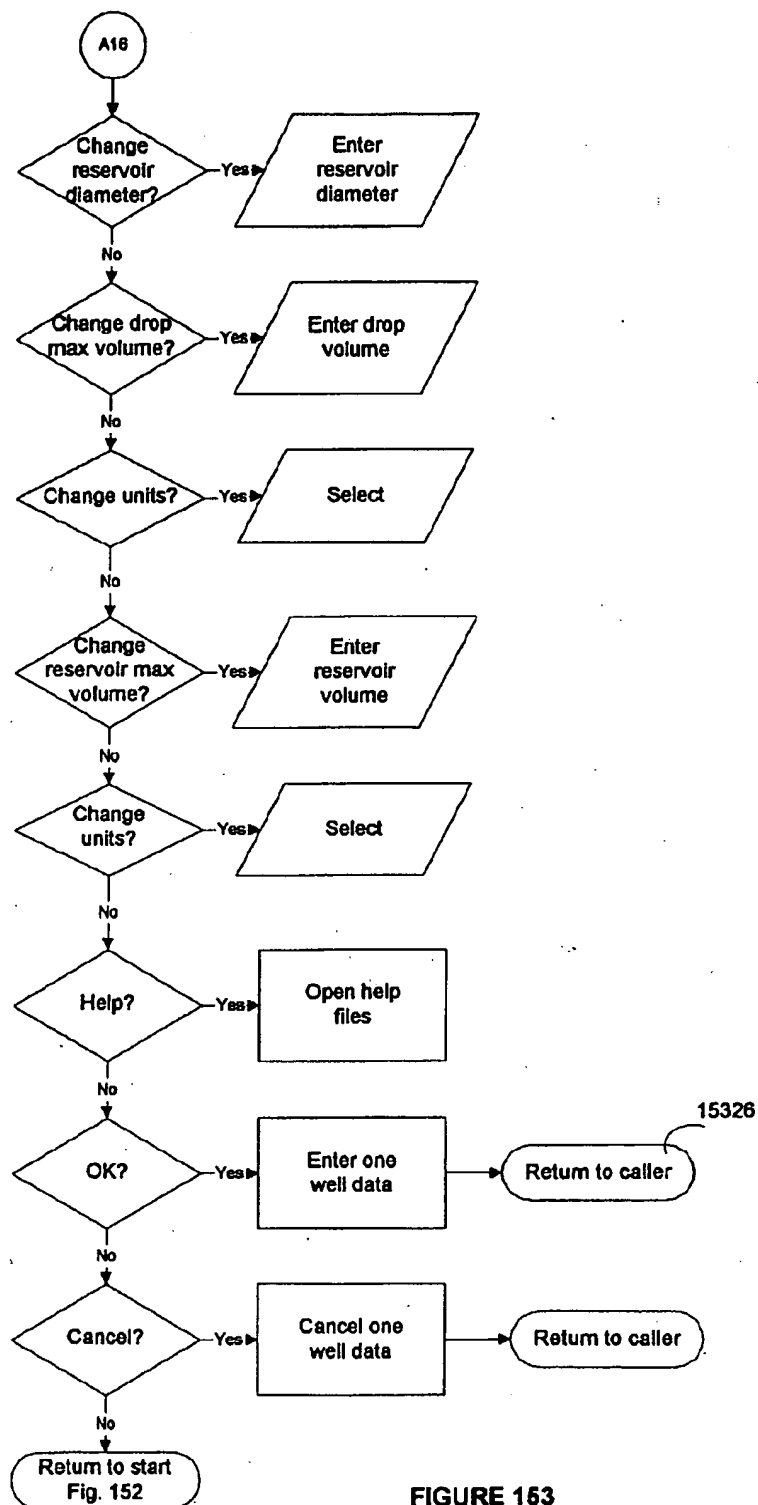 A16
Change
reservoir
diameter?
Yes
Enter
reservoir
diameter
No
Change drop
max volume?
Yes
Enter drop
volume
No
Change units?
Yes
Select
No
Change
reservoir max
volume?
Yes
Enter
reservoir
volume
No
Change
units?
Yes
Select
No
Help?
Yes
Open help
files
No
OK?
Yes
Enter one
well data
15326
Return to caller
No
Cancel?
Yes
Cancel one
well data
Return to caller
No
Return to start
Fig. 152
FIGURE 153